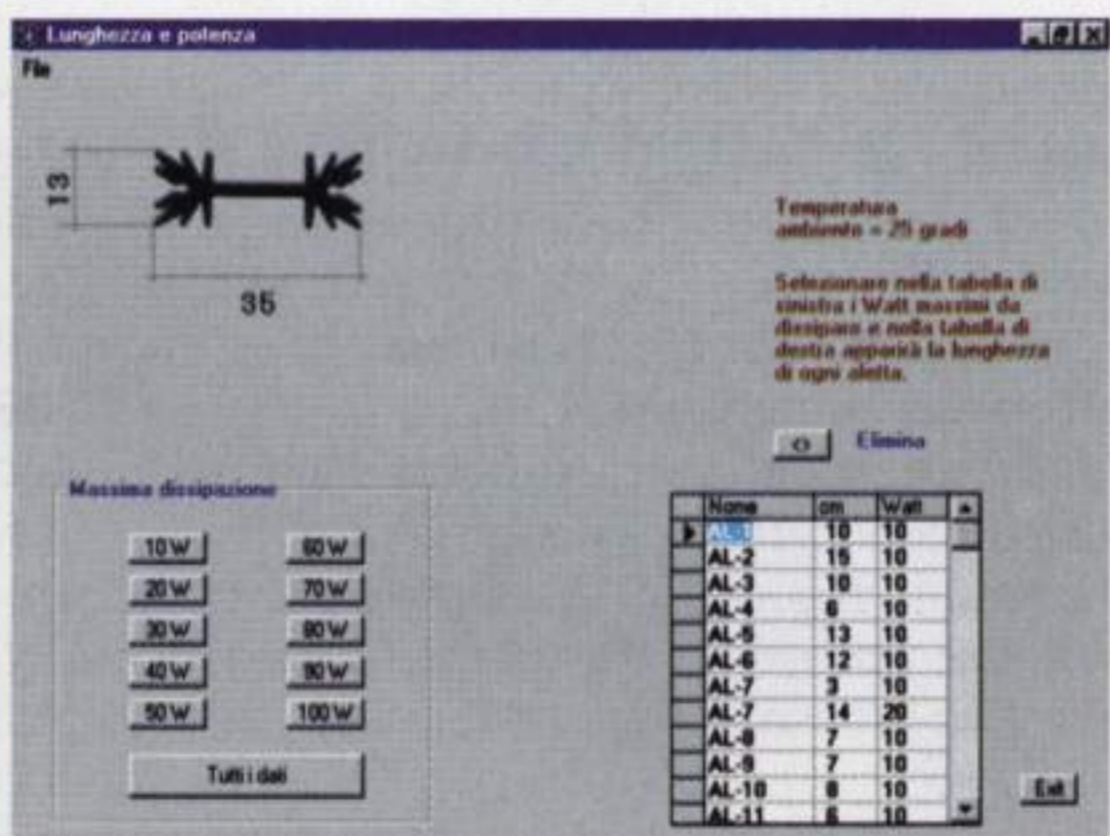 Lunghezza e potenza
File
13
35
Temperatura
ambiente = 25 gradi
Selezionare nella tabella di
sinistra i Watt massimi da
dissipare e nella tabella di
destra apparirà la lunghezza
di ogni aletta.
<> Elimina
Massima dissipazione
10 W 60 W
20 W 70 W
30 W 80 W
40 W 90 W
50 W 100 W
Tutti i dati
Nome cm Watt
AL-1 10 10
AL-2 15 10
AL-3 10 10
AL-4 6 10
AL-5 13 10
AL-6 12 10
AL-7 3 10
AL-7 14 20
AL-8 7 10
AL-9 7 10
AL-10 8 10
AL-11 6 10
Exit